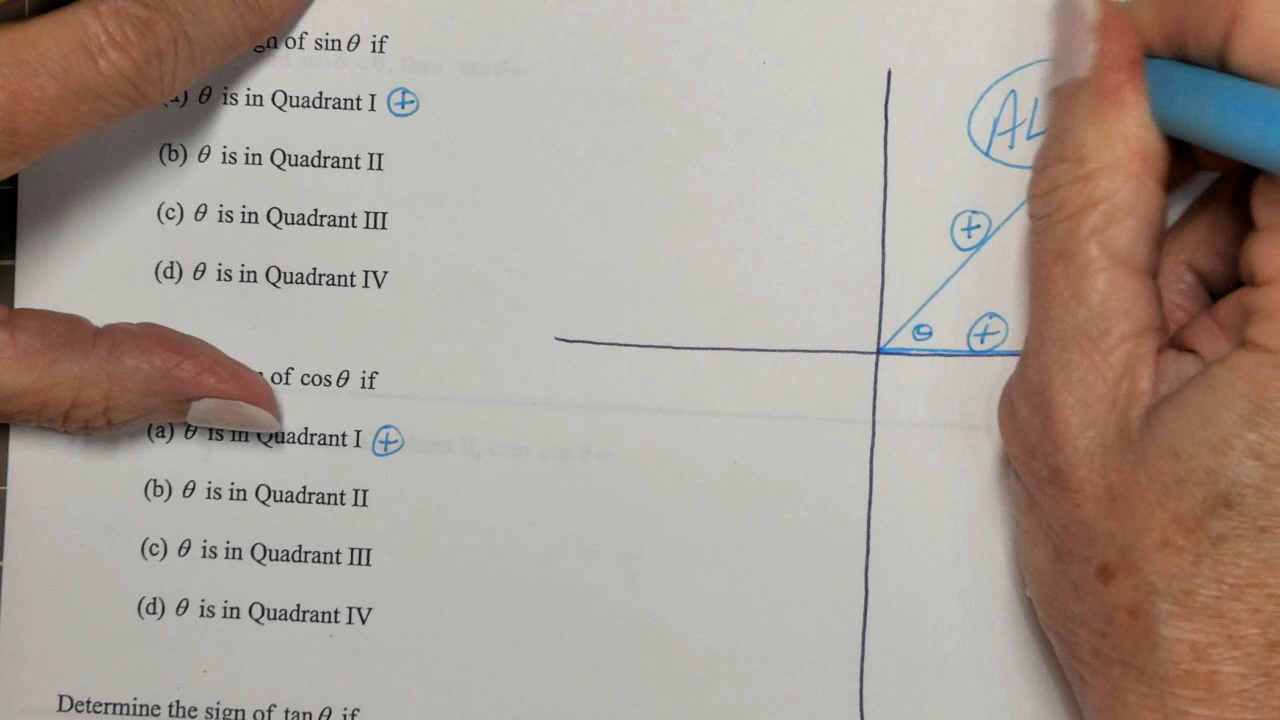 of sin θ if
θ is in Quadrant I +
(b) θ is in Quadrant II
(c) θ is in Quadrant III
(d) θ is in Quadrant IV
of cos θ if
(a) θ is in Quadrant I +
(b) θ is in Quadrant II
(c) θ is in Quadrant III
(d) θ is in Quadrant IV
Determine the sign of tan θ if
AL
+
θ +